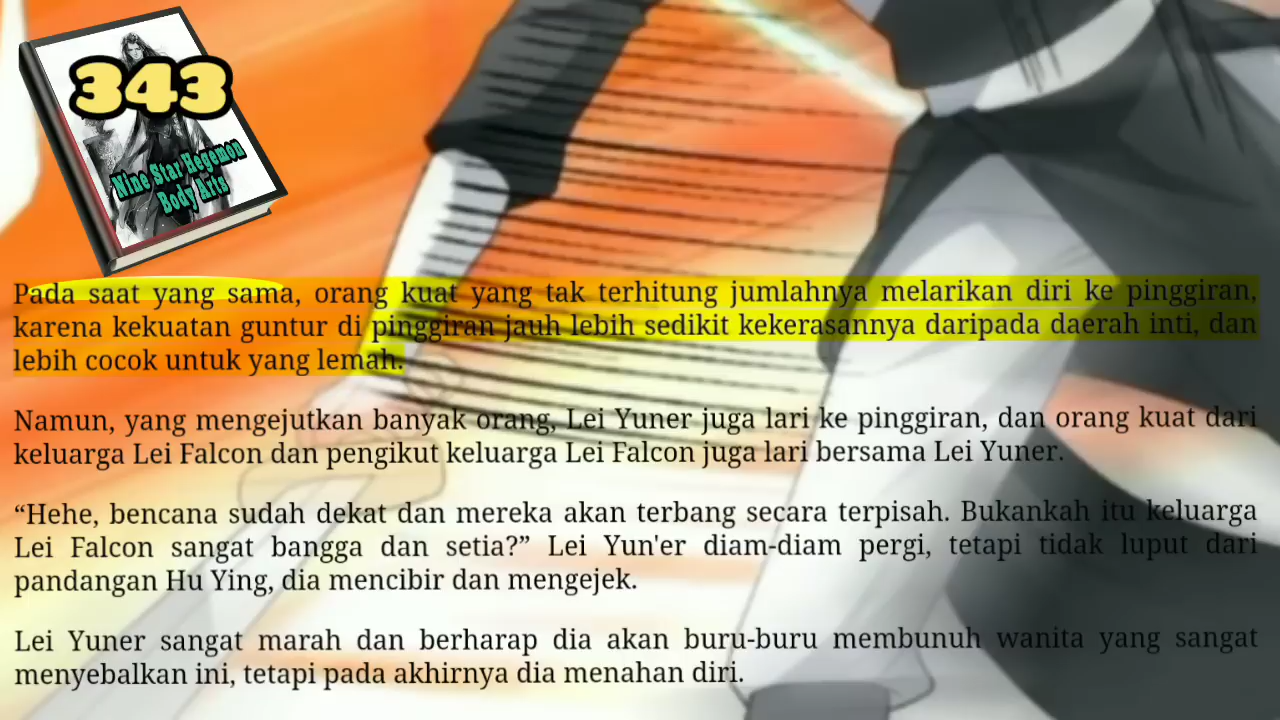 343
Nine Star Hegemon
Body Arts
Pada saat yang sama, orang kuat yang tak terhitung jumlahnya melarikan diri ke pinggiran,
karena kekuatan guntur di pinggiran jauh lebih sedikit kekerasannya daripada daerah inti, dan
lebih cocok untuk yang lemah.
Namun, yang mengejutkan banyak orang, Lei Yuner juga lari ke pinggiran, dan orang kuat dari
keluarga Lei Falcon dan pengikut keluarga Lei Falcon juga lari bersama Lei Yuner.
“Hehe, bencana sudah dekat dan mereka akan terbang secara terpisah. Bukankah itu keluarga
Lei Falcon sangat bangga dan setia?” Lei Yun'er diam-diam pergi, tetapi tidak luput dari
pandangan Hu Ying, dia mencibir dan mengejek.
Lei Yuner sangat marah dan berharap dia akan buru-buru membunuh wanita yang sangat
menyebalkan ini, tetapi pada akhirnya dia menahan diri.